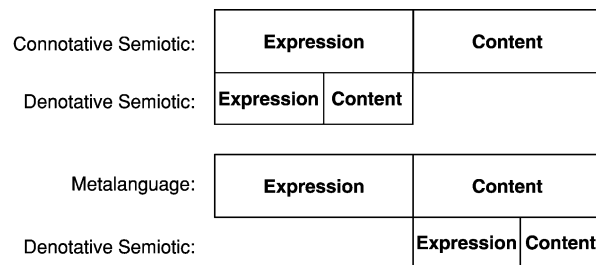 Connotative Semiotic: Expression Content
Denotative Semiotic: Expression Content
Metalanguage: Expression Content
Denotative Semiotic: Expression Content